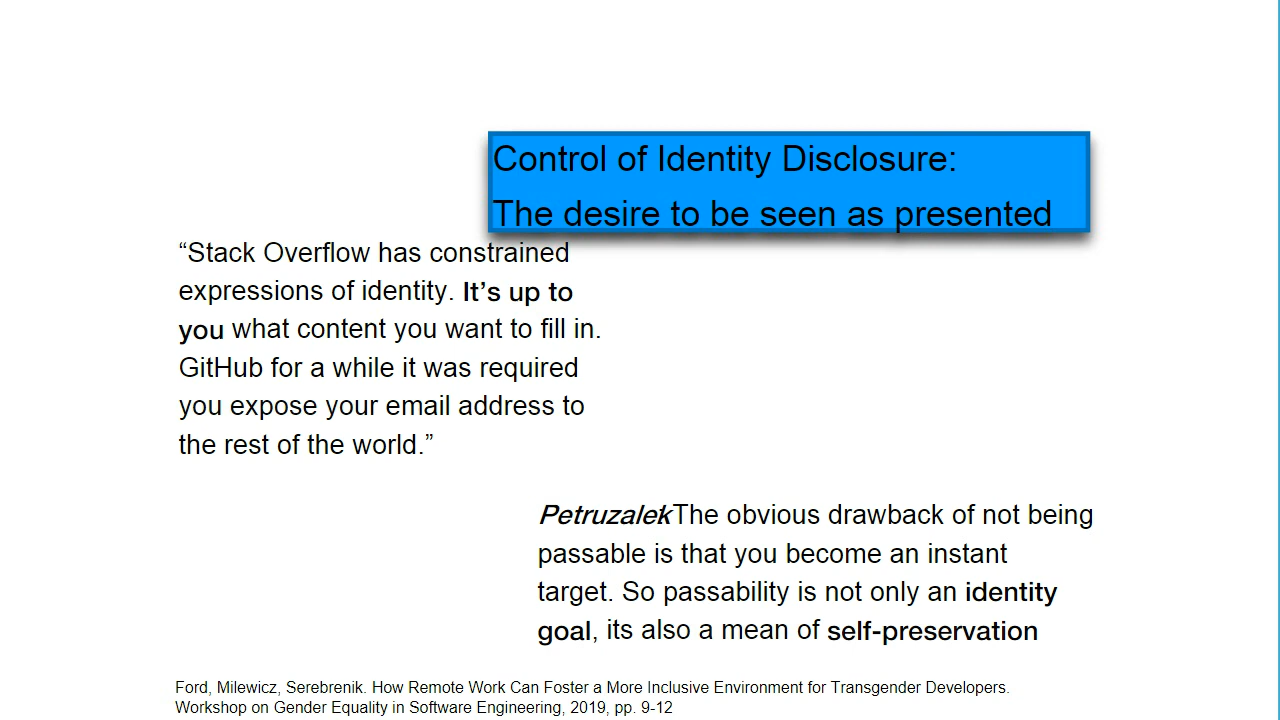 Control of Identity Disclosure:
The desire to be seen as presented
“Stack Overflow has constrained
expressions of identity. It’s up to
you what content you want to fill in.
GitHub for a while it was required
you expose your email address to
the rest of the world.”
Petruzalek The obvious drawback of not being
passable is that you become an instant
target. So passability is not only an identity
goal, its also a mean of self-preservation
Ford, Milewicz, Serebrenik. How Remote Work Can Foster a More Inclusive Environment for Transgender Developers.
Workshop on Gender Equality in Software Engineering, 2019, pp. 9-12